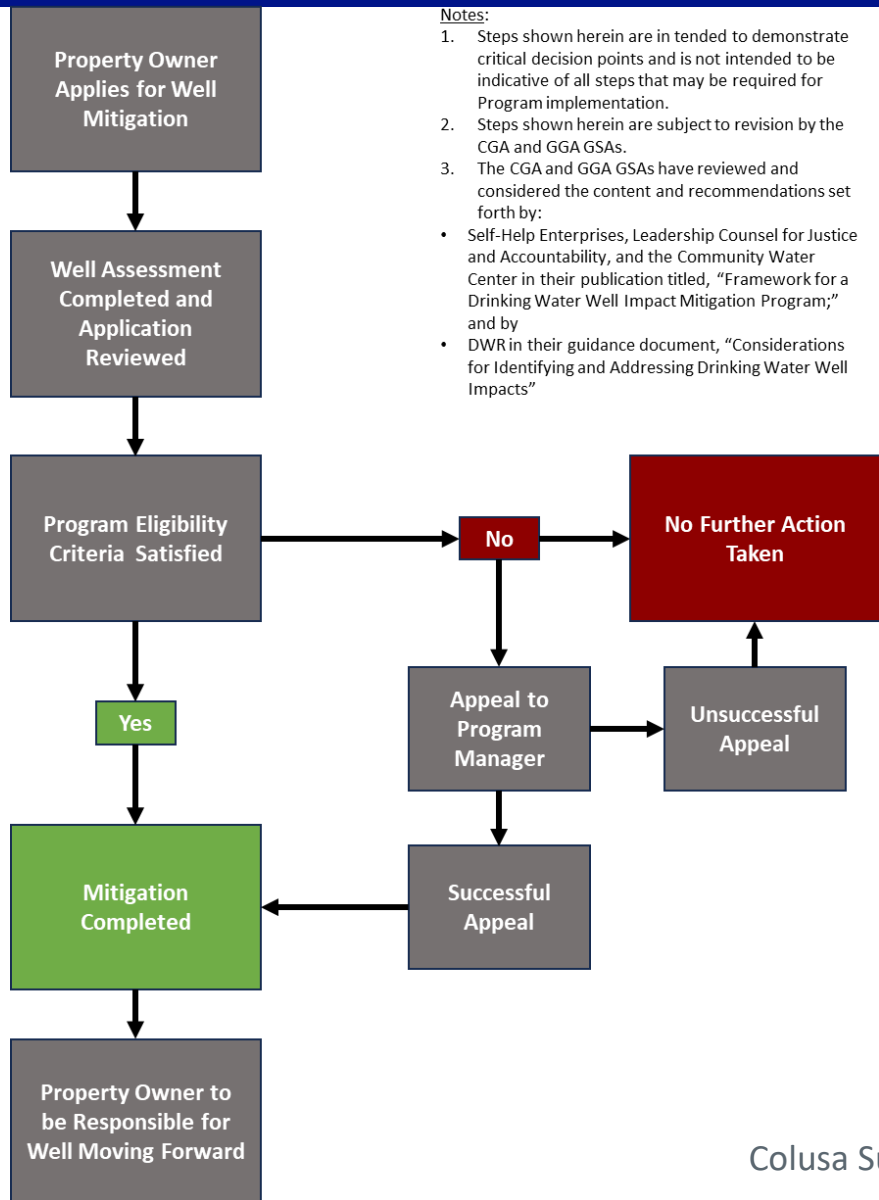 Property Owner
Applies for Well
Mitigation
Notes:
1. Steps shown herein are in tended to demonstrate
critical decision points and is not intended to be
indicative of all steps that may be required for
Program implementation.
2. Steps shown herein are subject to revision by the
CGA and GGA GSAs.
3. The CGA and GGA GSAs have reviewed and
considered the content and recommendations set
forth by:
• Self-Help Enterprises, Leadership Counsel for Justice
and Accountability, and the Community Water
Center in their publication titled, “Framework for a
Drinking Water Well Impact Mitigation Program;”
and by
• DWR in their guidance document, “Considerations
for Identifying and Addressing Drinking Water Well
Impacts”
Well Assessment
Completed and
Application
Reviewed
Program Eligibility
Criteria Satisfied
No
No Further Action
Taken
Yes
Appeal to
Program
Manager
Unsuccessful
Appeal
Mitigation
Completed
Successful
Appeal
Property Owner to
be Responsible for
Well Moving Forward
Colusa